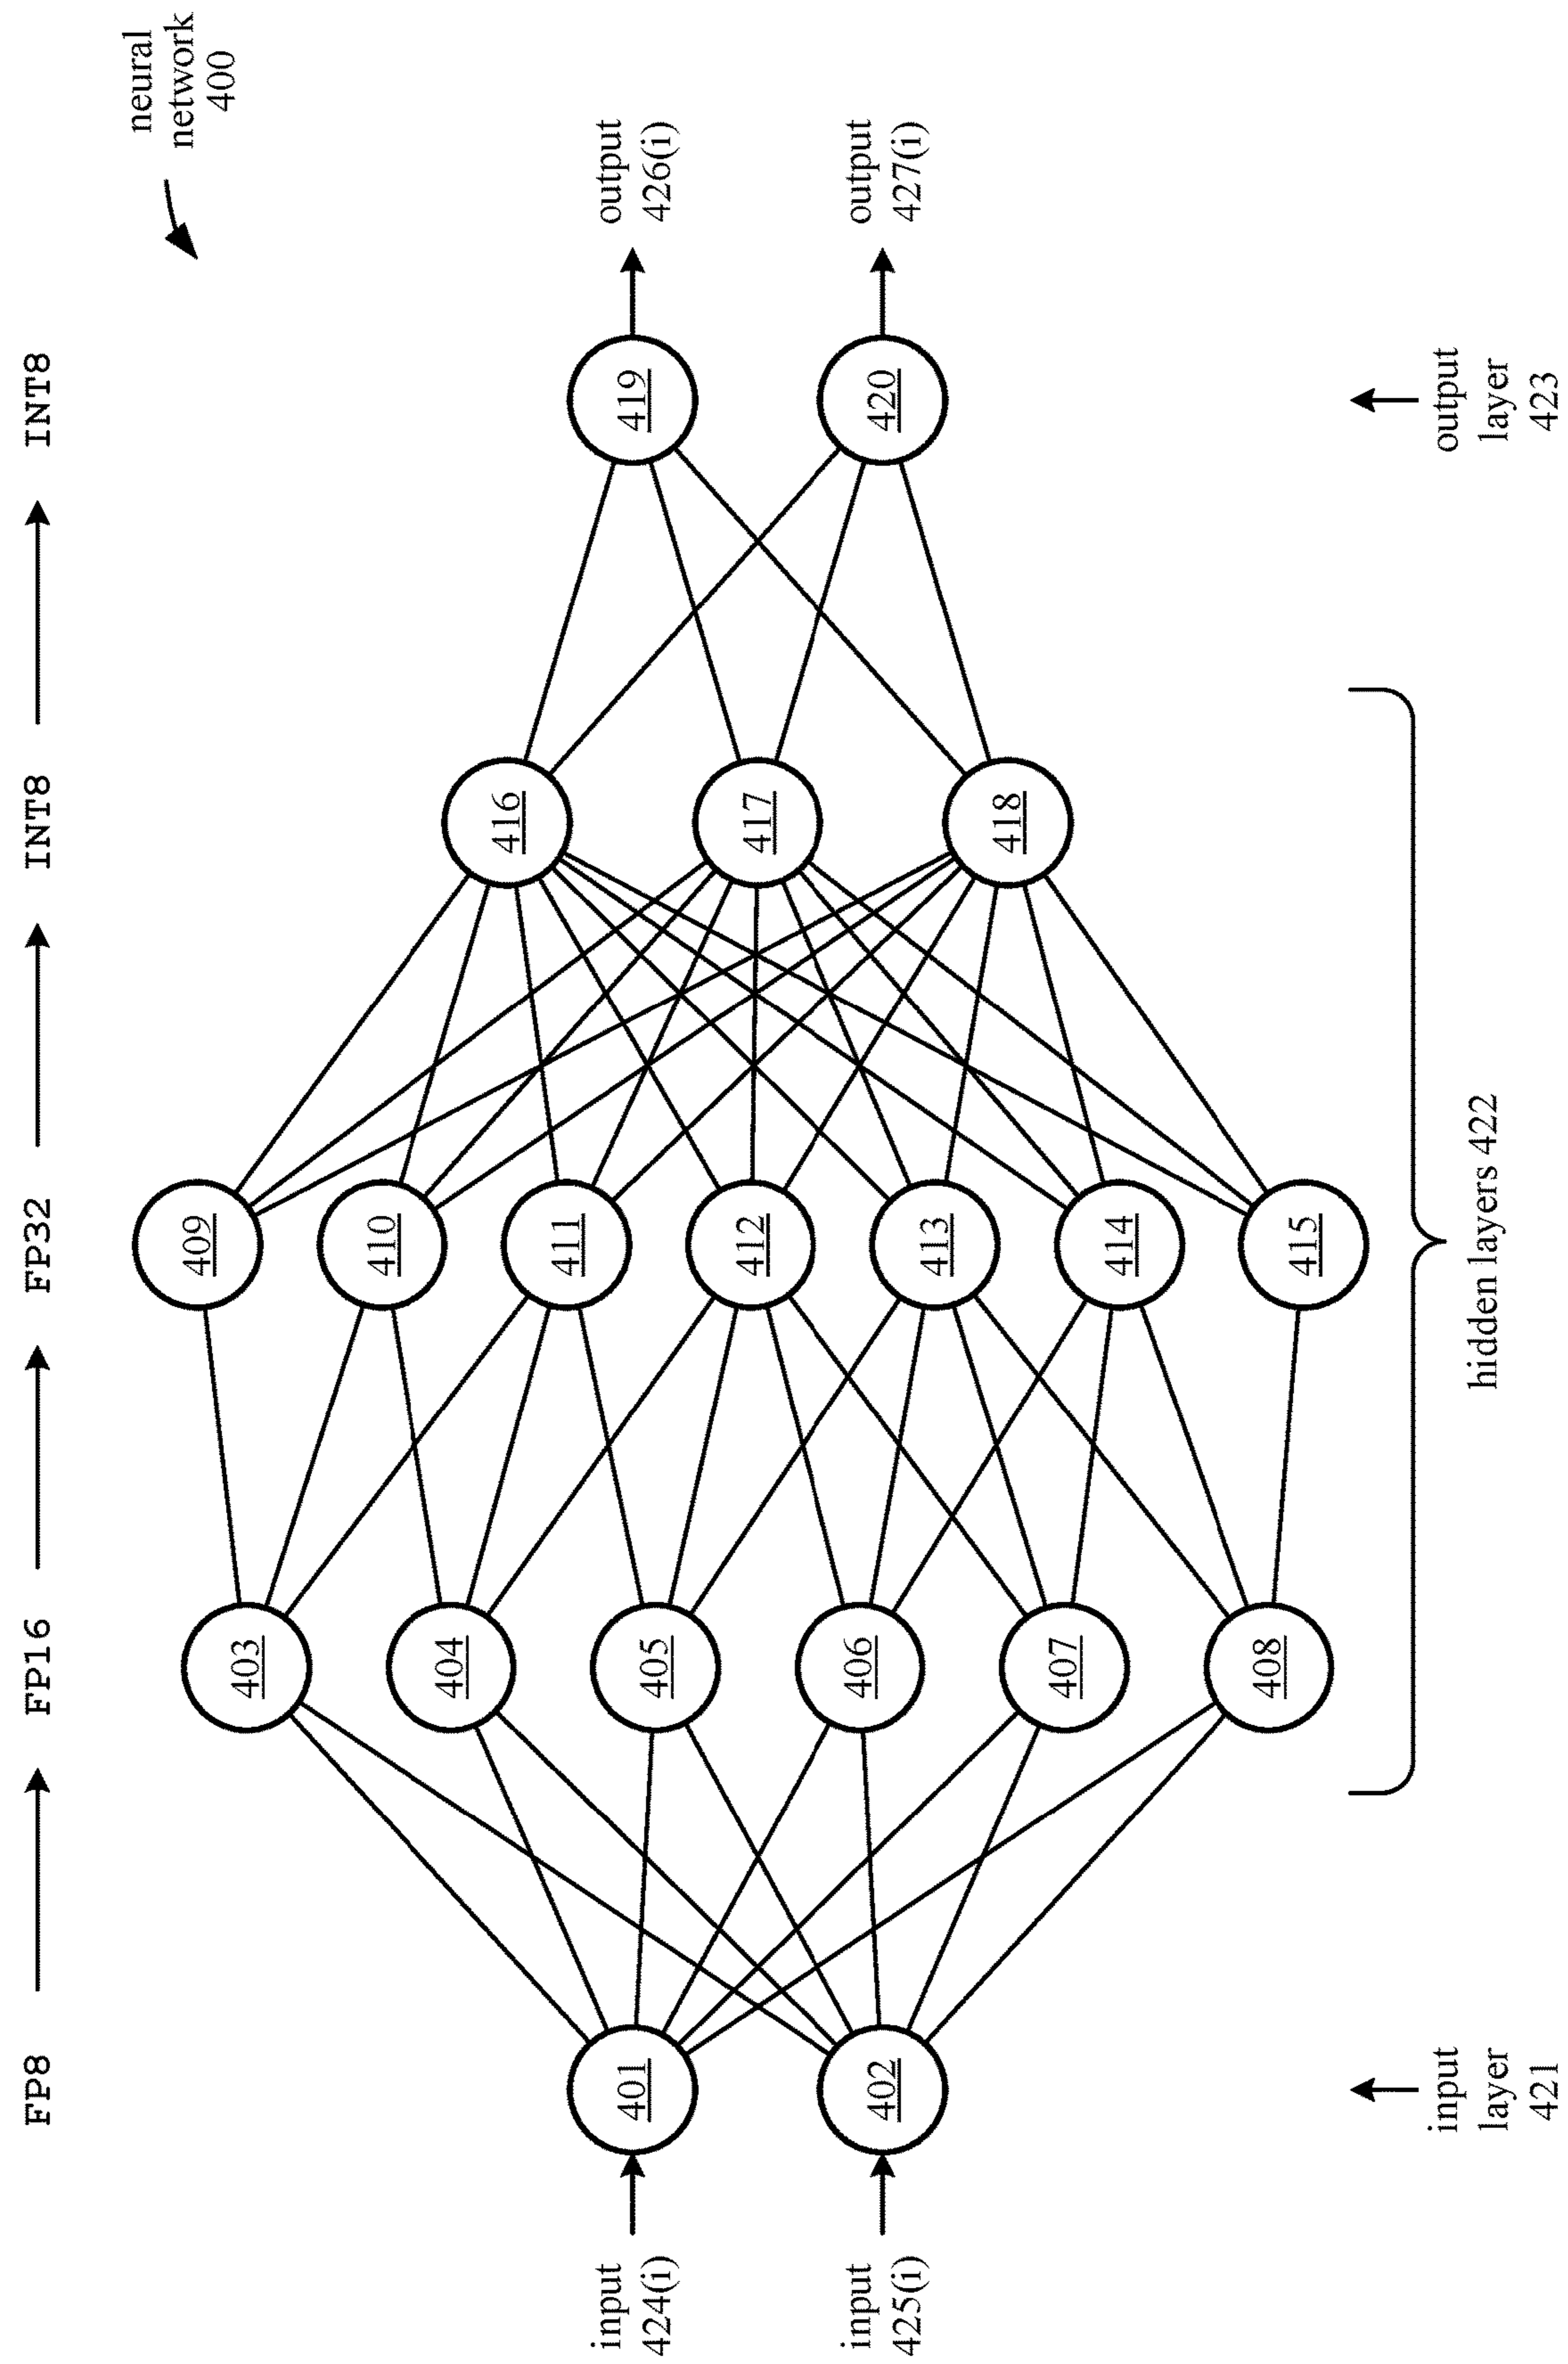 neural
network
400
FP8
FP16
FP32
INT8
INT8
input
424(i)
input
425(i)
401
402
403
404
405
406
407
408
409
410
411
412
413
414
415
416
417
418
419
420
output
426(i)
output
427(i)
input
layer
421
hidden layers 422
output
layer
423